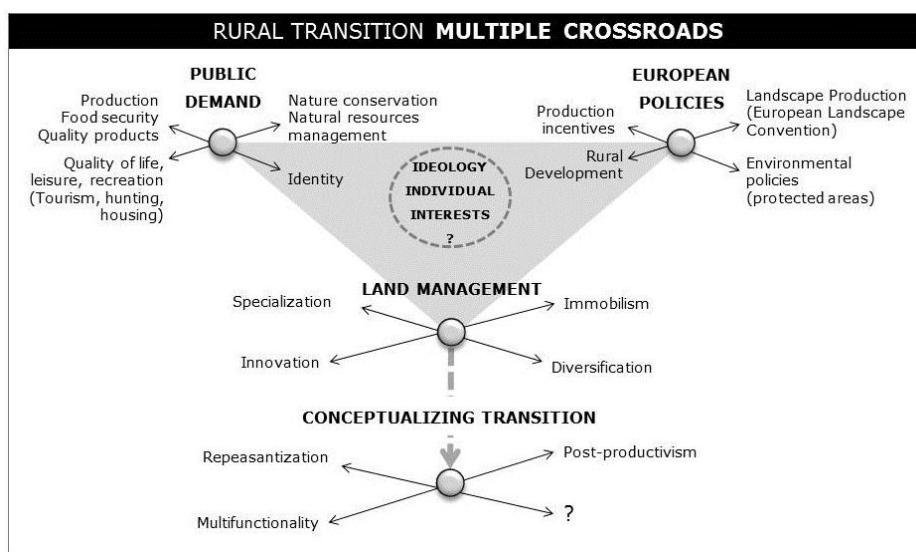 RURAL TRANSITION MULTIPLE CROSSROADS
PUBLIC
DEMAND
Production
Food security
Quality products
Quality of life,
leisure, recreation
(Tourism, hunting,
housing)
Nature conservation
Natural resources
management
Identity
EUROPEAN
POLICIES
Production
incentives
Rural
Development
Landscape Production
(European Landscape
Convention)
Environmental
policies
(protected areas)
IDEOLOGY
INDIVIDUAL
INTERESTS
?
LAND MANAGEMENT
Specialization
Immobilism
Innovation
Diversification
CONCEPTUALIZING TRANSITION
Repeasantization
Post-productivism
Multifunctionality
?